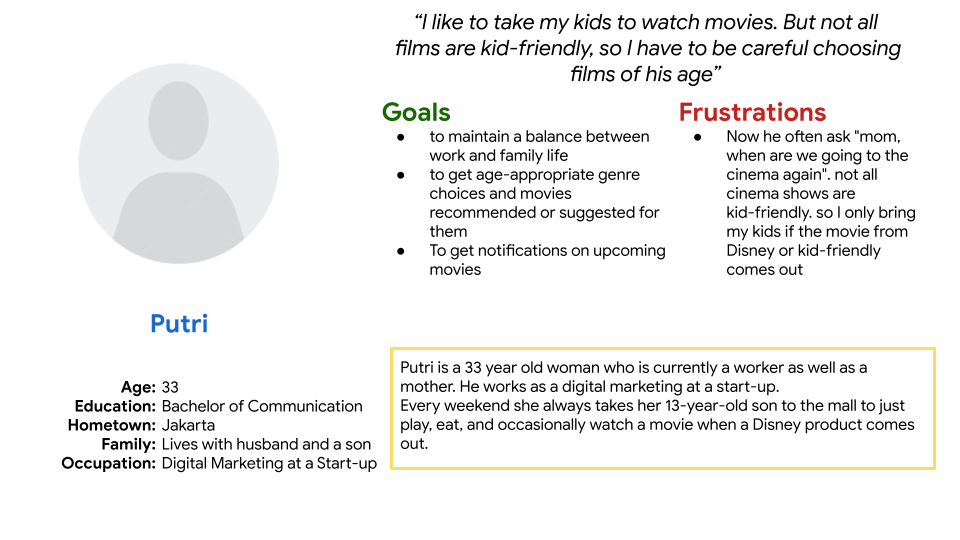 “I like to take my kids to watch movies. But not all
films are kid-friendly, so I have to be careful choosing
films of his age”
Goals
● to maintain a balance between
work and family life
● to get age-appropriate genre
choices and movies
recommended or suggested for
them
● To get notifications on upcoming
movies
Frustrations
● Now he often ask "mom,
when are we going to the
cinema again". not all
cinema shows are
kid-friendly. so I only bring
my kids if the movie from
Disney or kid-friendly
comes out
Putri
Age: 33
Education: Bachelor of Communication
Hometown: Jakarta
Family: Lives with husband and a son
Occupation: Digital Marketing at a Start-up
Putri is a 33 year old woman who is currently a worker as well as a
mother. He works as a digital marketing at a start-up.
Every weekend she always takes her 13-year-old son to the mall to just
play, eat, and occasionally watch a movie when a Disney product comes
out.